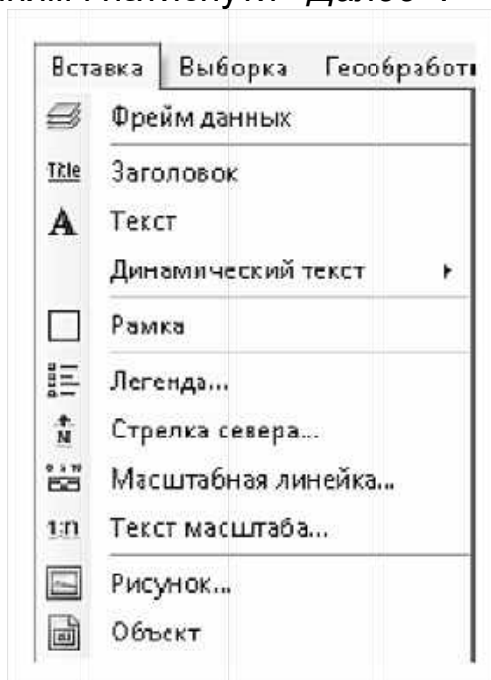 "Далее".
Вставка Выборка Геообработ
Фрейм данных
Title Заголовок
A Текст
Динамический текст
Рамка
Легенда...
N Стрелка севера...
Масштабная линейка...
1:n Текст масштаба...
Рисунок...
Объект